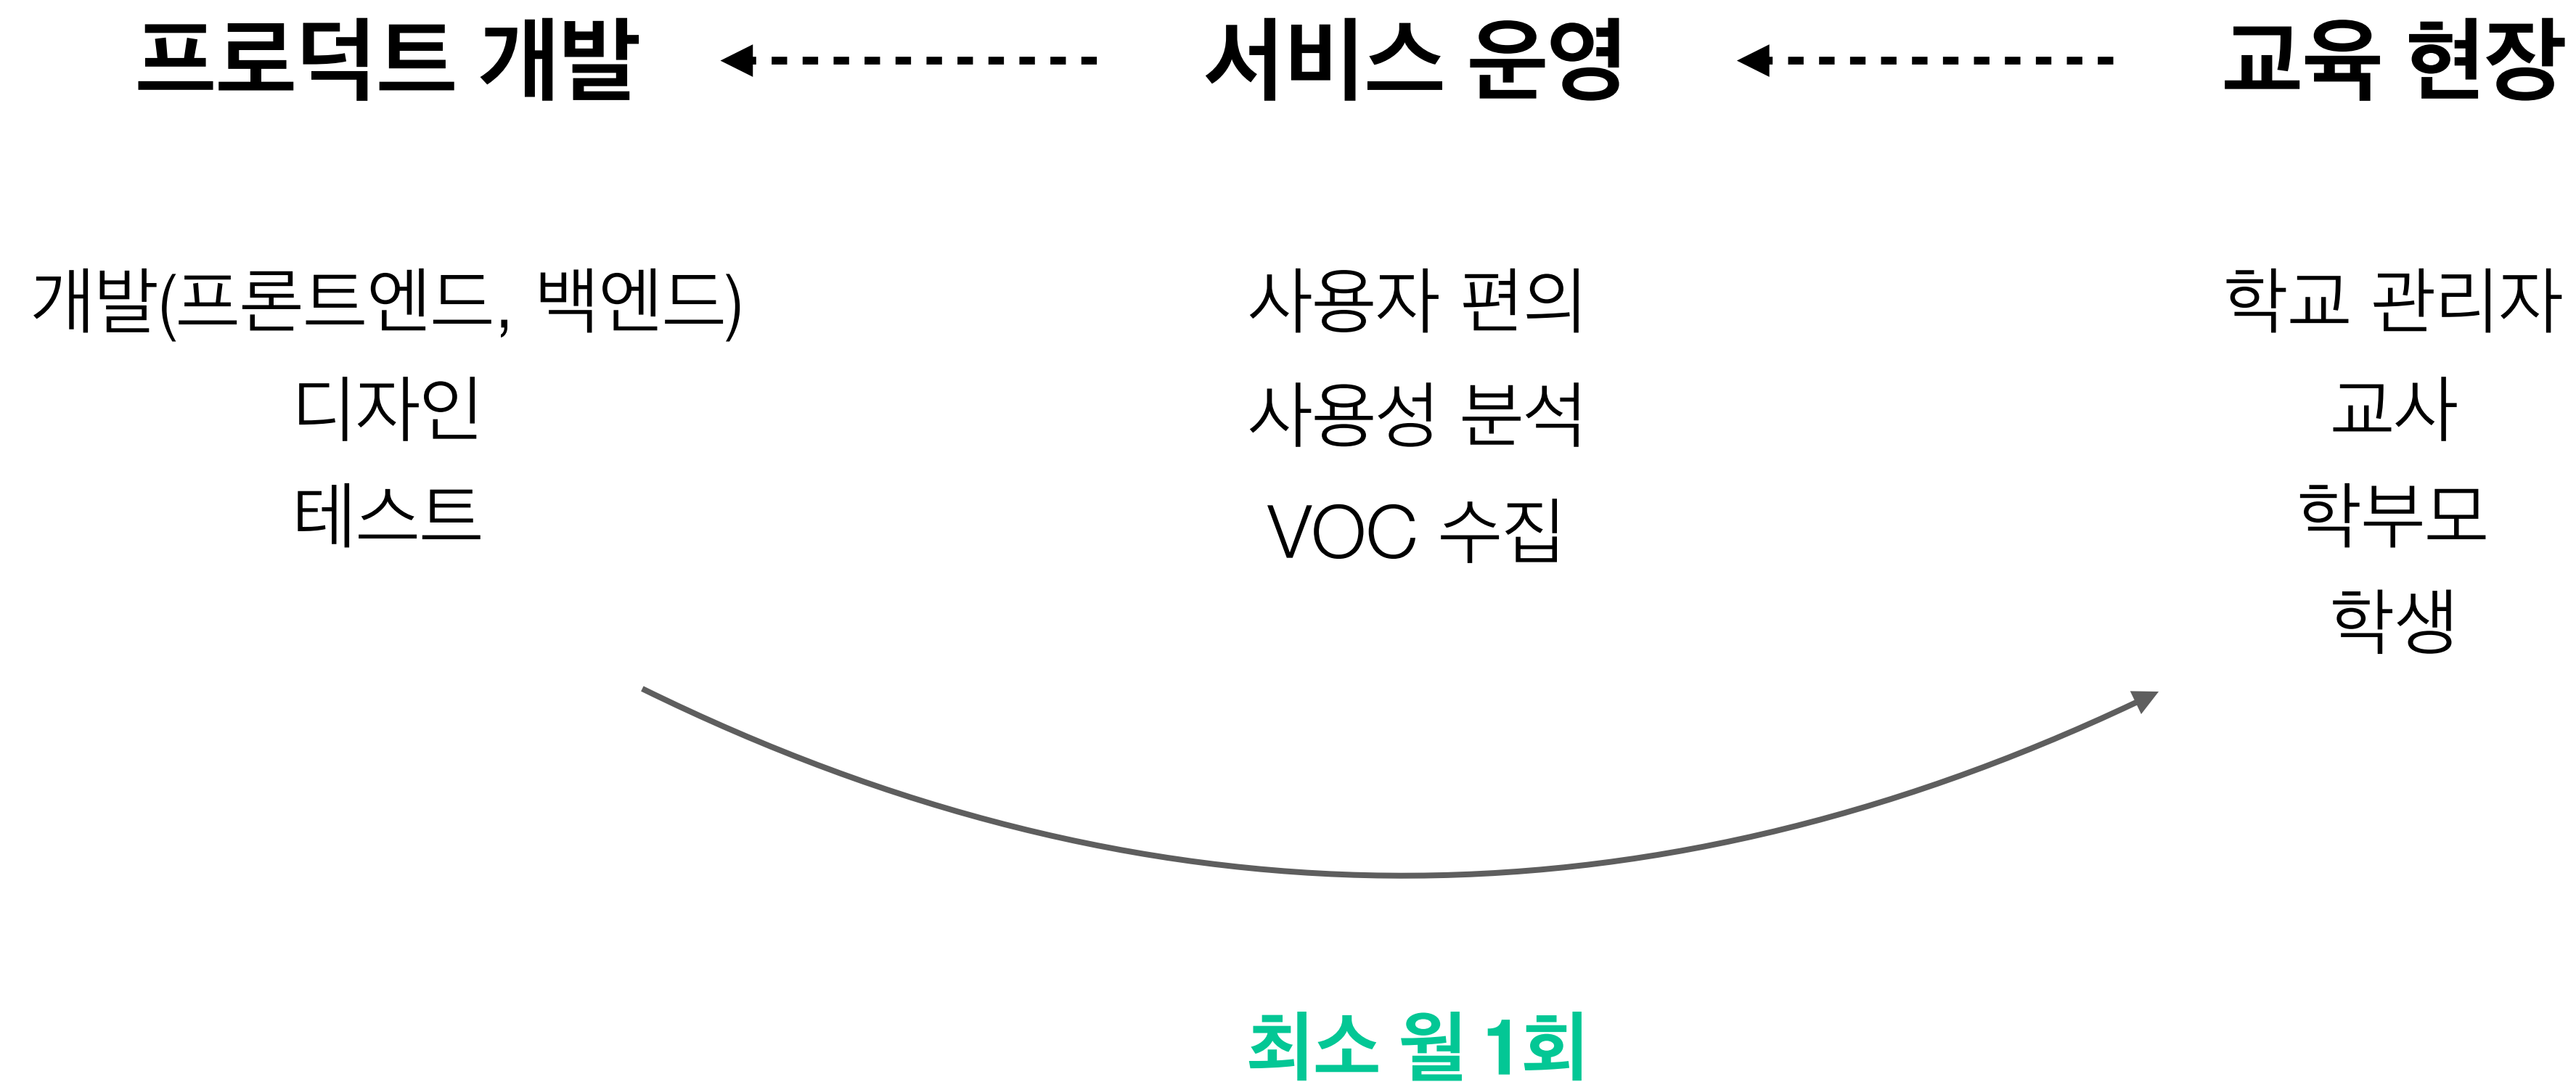 프로덕트 개발
서비스 운영
교육 현장
개발(프론트엔드, 백엔드)
디자인
테스트
사용자 편의
사용성 분석
VOC 수집
학교 관리자
교사
학부모
학생
최소 월 1회